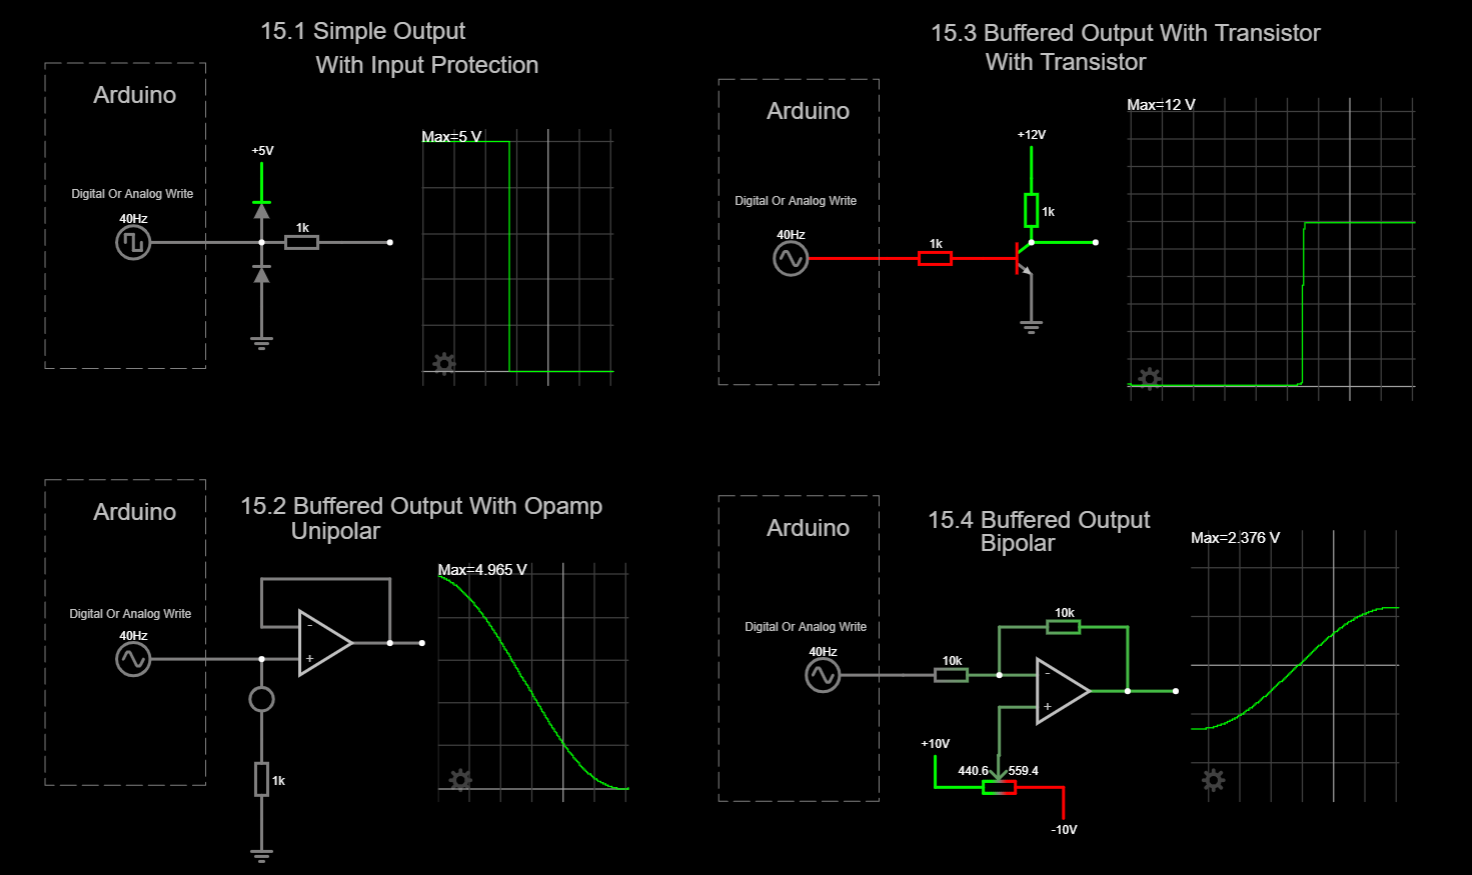 15.1 Simple Output
With Input Protection
Arduino
Max=5 V
+5V
Digital Or Analog Write
40Hz
1k
15.3 Buffered Output With Transistor
With Transistor
Arduino
Max=12 V
+12V
Digital Or Analog Write
1k
40Hz
1k
15.2 Buffered Output With Opamp
Unipolar
Arduino
Max=4.965 V
Digital Or Analog Write
40Hz
-
+
1k
15.4 Buffered Output
Bipolar
Arduino
Max=2.376 V
Digital Or Analog Write
10k
40Hz
10k
-
+
+10V
440.6
559.4
-10V